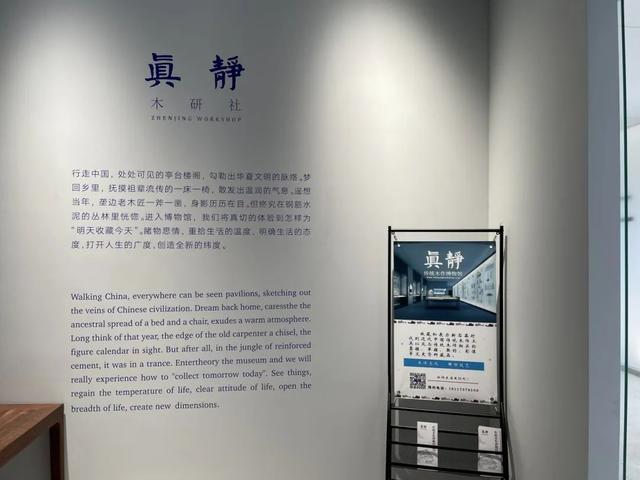 眞 靜
木 研 社
ZHENJING WORKSHOP
行走中国，处处可见的亭台楼阁，勾勒出华夏文明的脉络。梦
回乡里，抚摸祖辈流传的一床一椅，散发出温润的气息。遥想
当年，垄边老木匠一斧一凿，身影历历在目。但终究在钢筋水
泥的丛林里恍惚。进入博物馆，我们将真切的体验到怎样为
“明天收藏今天”。睹物思情，重拾生活的温度，明确生活的态
度，打开人生的广度，创造全新的纬度。
Walking China, everywhere can be seen pavilions, sketching out
the veins of Chinese civilization. Dream back home, caressthe
ancestral spread of a bed and a chair, exudes a warm atmosphere.
Long think of that year, the edge of the old carpenter a chisel, the
figure calendar in sight. But after all, in the jungle of reinforced
cement, it was in a trance. Entertheory the museum and we will
really experience how to "collect tomorrow today". See things,
regain the temperature of life, clear attitude of life, open the
breadth of life, create new dimensions.
眞靜
传统木作博物馆